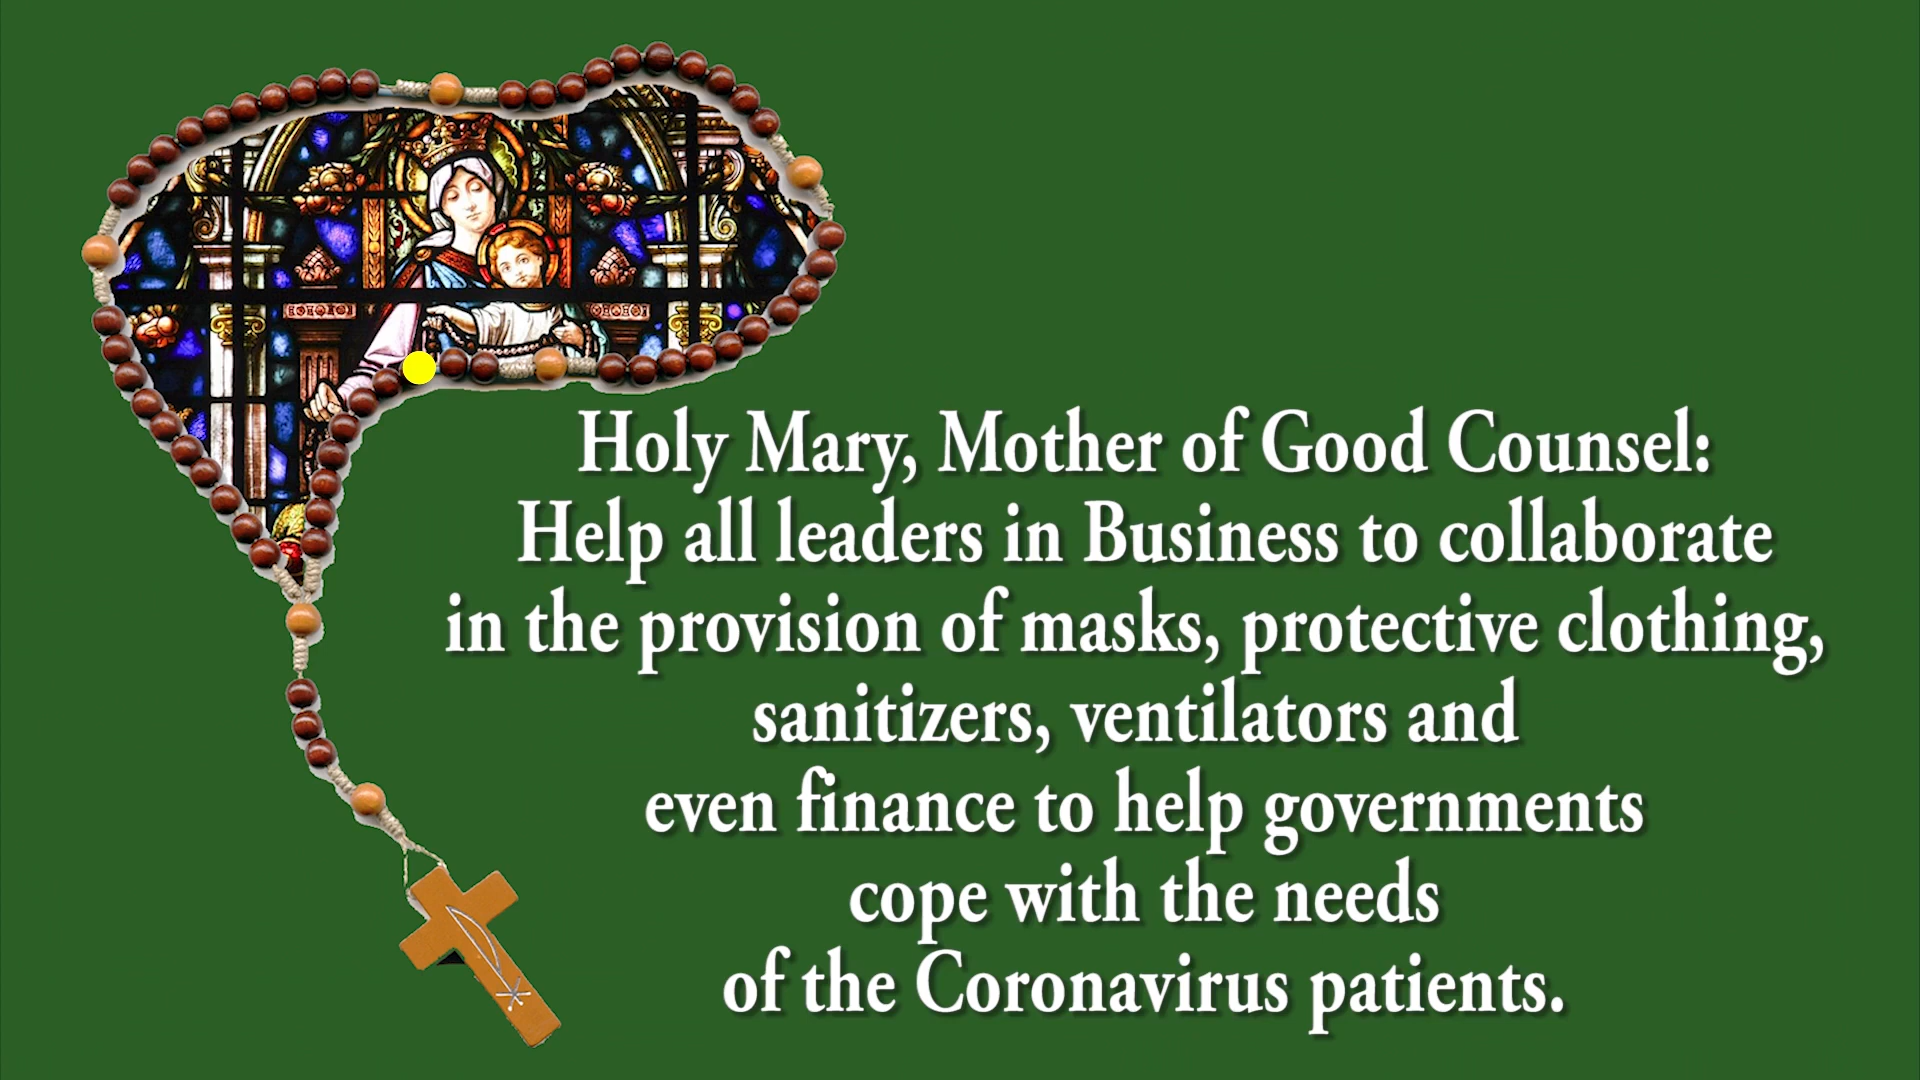 Holy Mary, Mother of Good Counsel:
Help all leaders in Business to collaborate
in the provision of masks, protective clothing,
sanitizers, ventilators and
even finance to help governments
cope with the needs
of the Coronavirus patients.